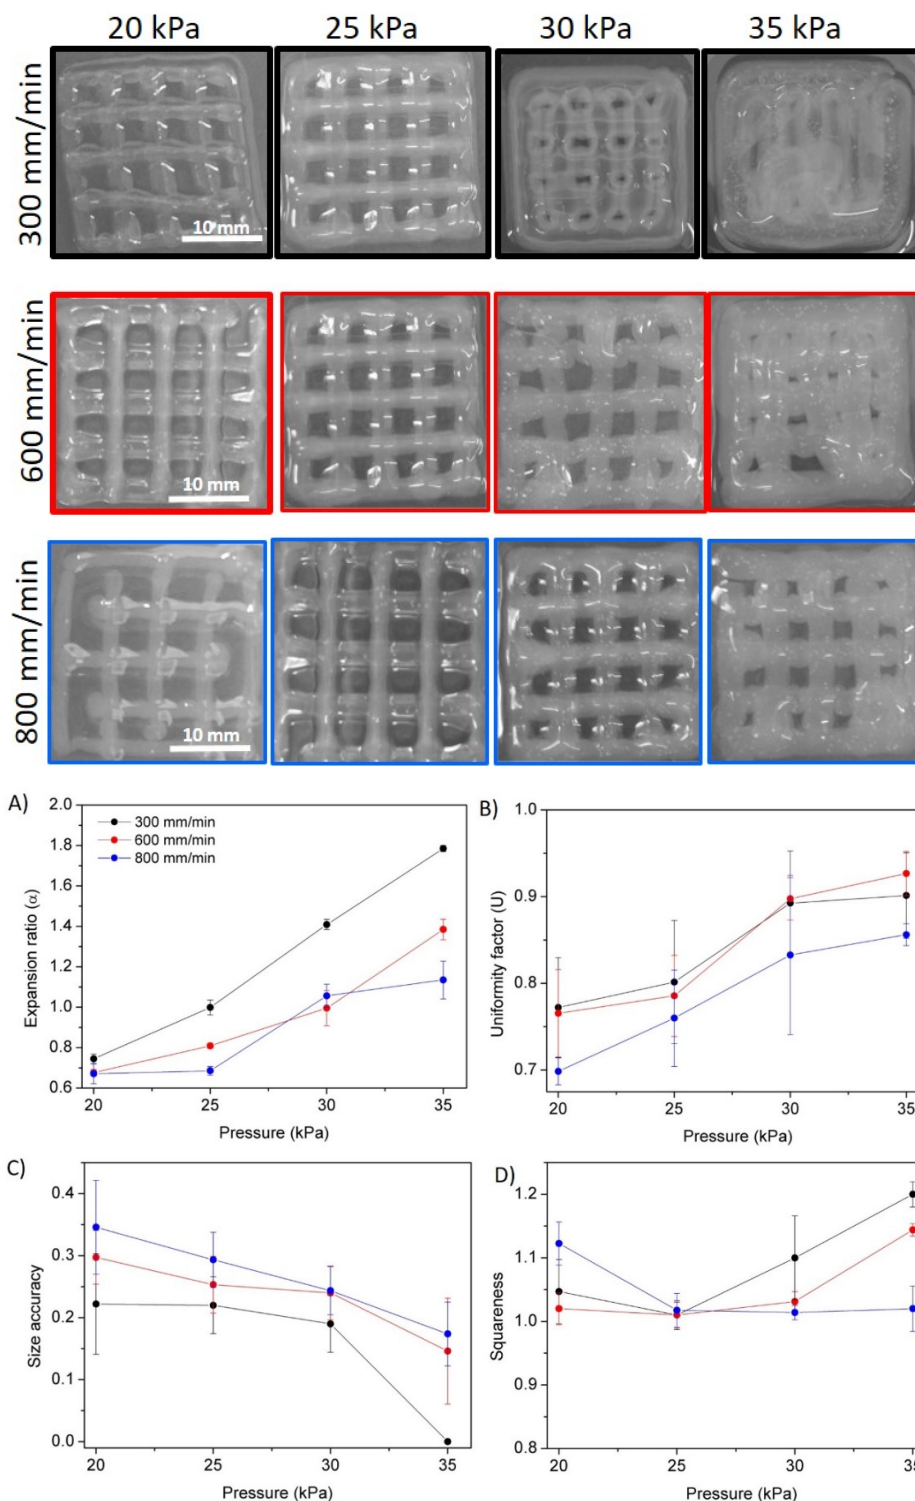 20 kPa 25 kPa 30 kPa 35 kPa
300 mm/min
10 mm
600 mm/min
10 mm
800 mm/min
10 mm
A)
2.0
1.8
1.6
1.4
1.2
1.0
0.8
0.6
Expansion ratio (α)
300 mm/min
600 mm/min
800 mm/min
20 25 30 35
Pressure (kPa)
B)
1.0
0.9
0.8
0.7
Uniformity factor (U)
20 25 30 35
Pressure (kPa)
C)
0.4
0.3
0.2
0.1
0.0
Size accuracy
20 25 30 35
Pressure (kPa)
D)
1.2
1.1
1.0
0.9
0.8
Squareness
20 25 30 35
Pressure (kPa)